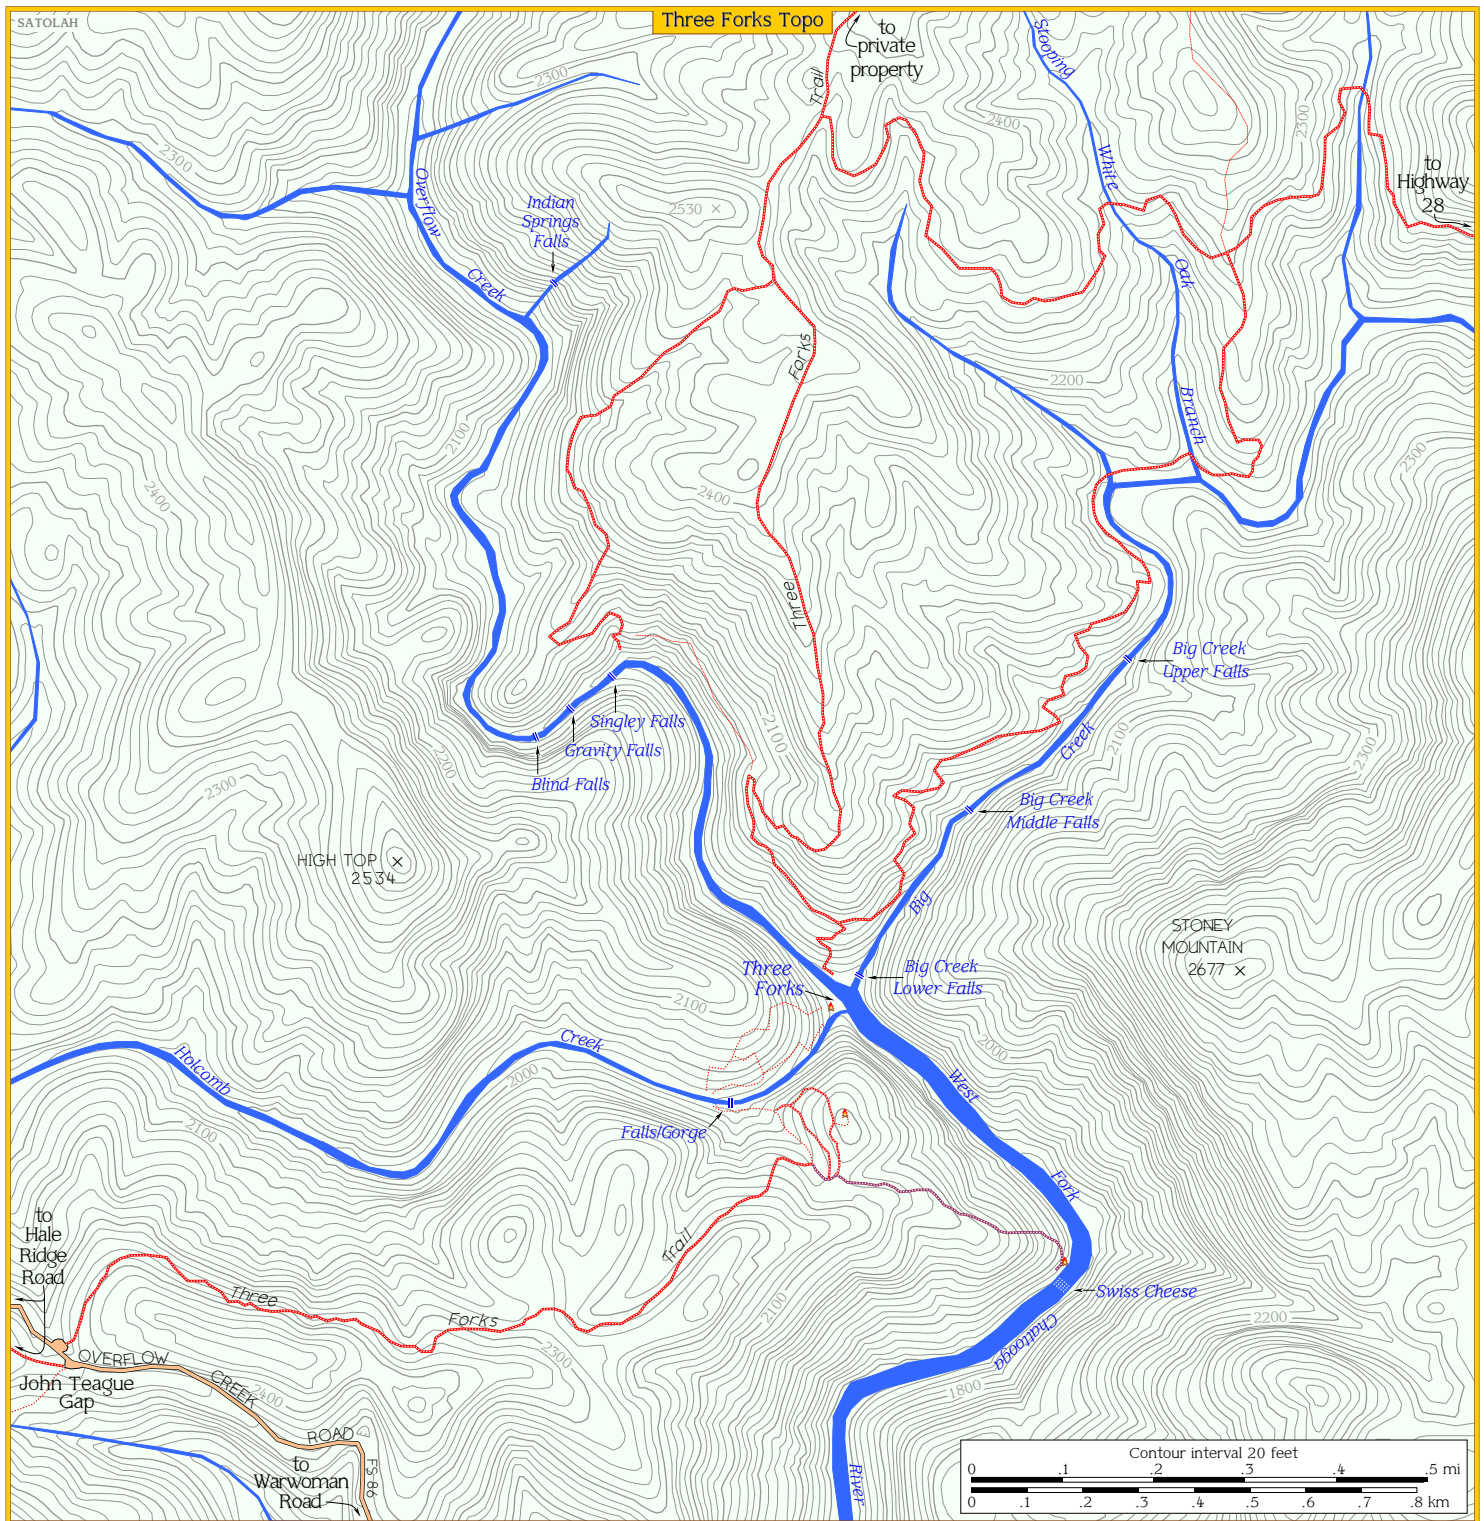 Three Forks Topo
SATOLAH
to
private
property
Trail
Stooping
White
Oak
Branch
2300
2300
2400
2300
to
Highway
28
Overflow
Creek
Indian
Springs
Falls
2530
Forks
Three
2200
2100
2400
2400
2300
Big Creek
Upper Falls
Creek
2100
2100
2300
Singley Falls
Gravity Falls
Blind Falls
2200
2300
Big Creek
Middle Falls
HIGH TOP
2534
Big
STONEY
MOUNTAIN
2677
Three
Forks
Big Creek
Lower Falls
2100
2000
Holcomb
Creek
2000
2100
West
Fork
Falls/Gorge
to
Hale
Ridge
Road
Trail
Three
Forks
2100
2300
Swiss Cheese
Chattooga
2200
1800
River
OVERFLOW
CREEK
ROAD
2400
John Teague
Gap
FS 86
to
Warwoman
Road
Contour interval 20 feet
0 .1 .2 .3 .4 .5 mi
0 .1 .2 .3 .4 .5 .6 .7 .8 km